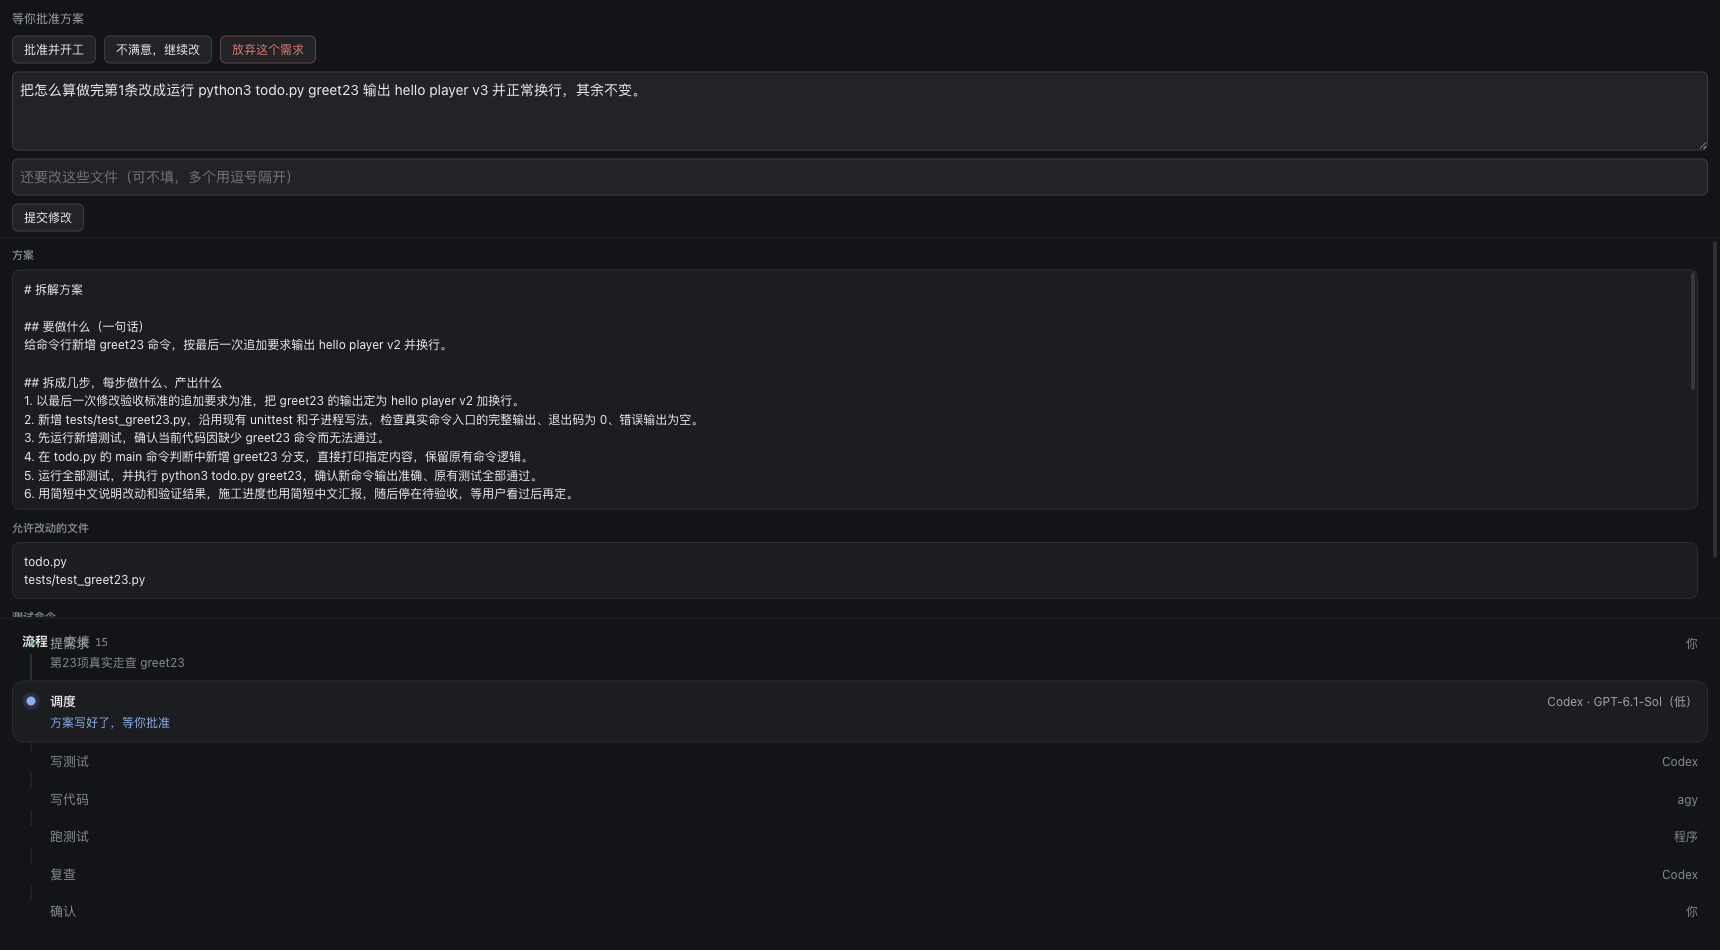 等你批准方案
批准并开工
不满意，继续改
放弃这个需求
把怎么算做完第1条改成运行 python3 todo.py greet23 输出 hello player v3 并正常换行，其余不变。
还要改这些文件（可不填，多个用逗号隔开）
提交修改
方案
# 拆解方案
## 要做什么（一句话）
给命令行新增 greet23 命令，按最后一次追加要求输出 hello player v2 并换行。
## 拆成几步，每步做什么、产出什么
1. 以最后一次修改验收标准的追加要求为准，把 greet23 的输出定为 hello player v2 加换行。
2. 新增 tests/test_greet23.py，沿用现有 unittest 和子进程写法，检查真实命令入口的完整输出、退出码为 0、错误输出为空。
3. 先运行新增测试，确认当前代码因缺少 greet23 命令而无法通过。
4. 在 todo.py 的 main 命令判断中新增 greet23 分支，直接打印指定内容，保留原有命令逻辑。
5. 运行全部测试，并执行 python3 todo.py greet23，确认新命令输出准确、原有测试全部通过。
6. 用简短中文说明改动和验证结果，施工进度也用简短中文汇报，随后停在待验收，等用户看过后再定。
允许改动的文件
todo.py
tests/test_greet23.py
测试命令
流程
提需求
15
你
第23项真实走查 greet23
调度
Codex · GPT-6.1-Sol（低）
方案写好了，等你批准
写测试
Codex
写代码
agy
跑测试
程序
复查
Codex
确认
你